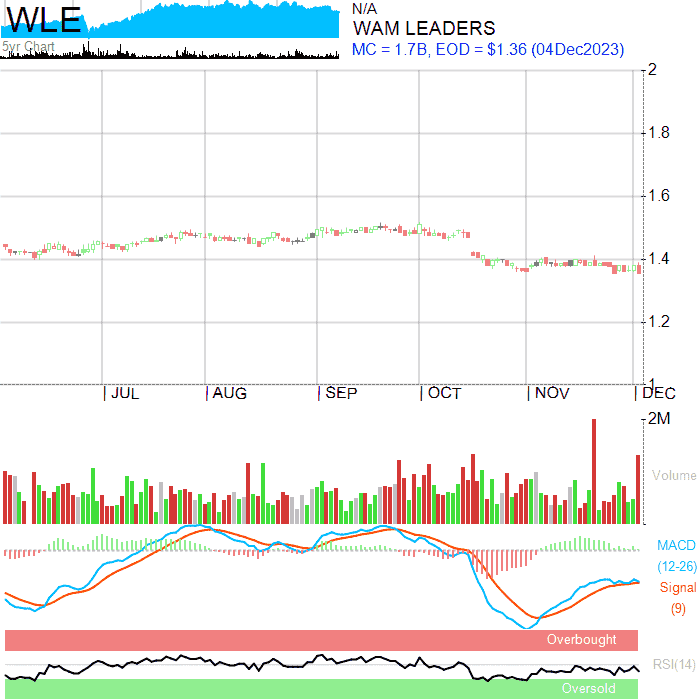 WLE
5yr Chart
N/A
WAM LEADERS
MC = 1.7B, EOD = $1.36 (04Dec2023)
2
1.8
1.6
1.4
1.2
1
JUL AUG SEP OCT NOV DEC
2M
Volume
MACD
(12-26)
Signal
(9)
Overbought
RSI(14)
Oversold